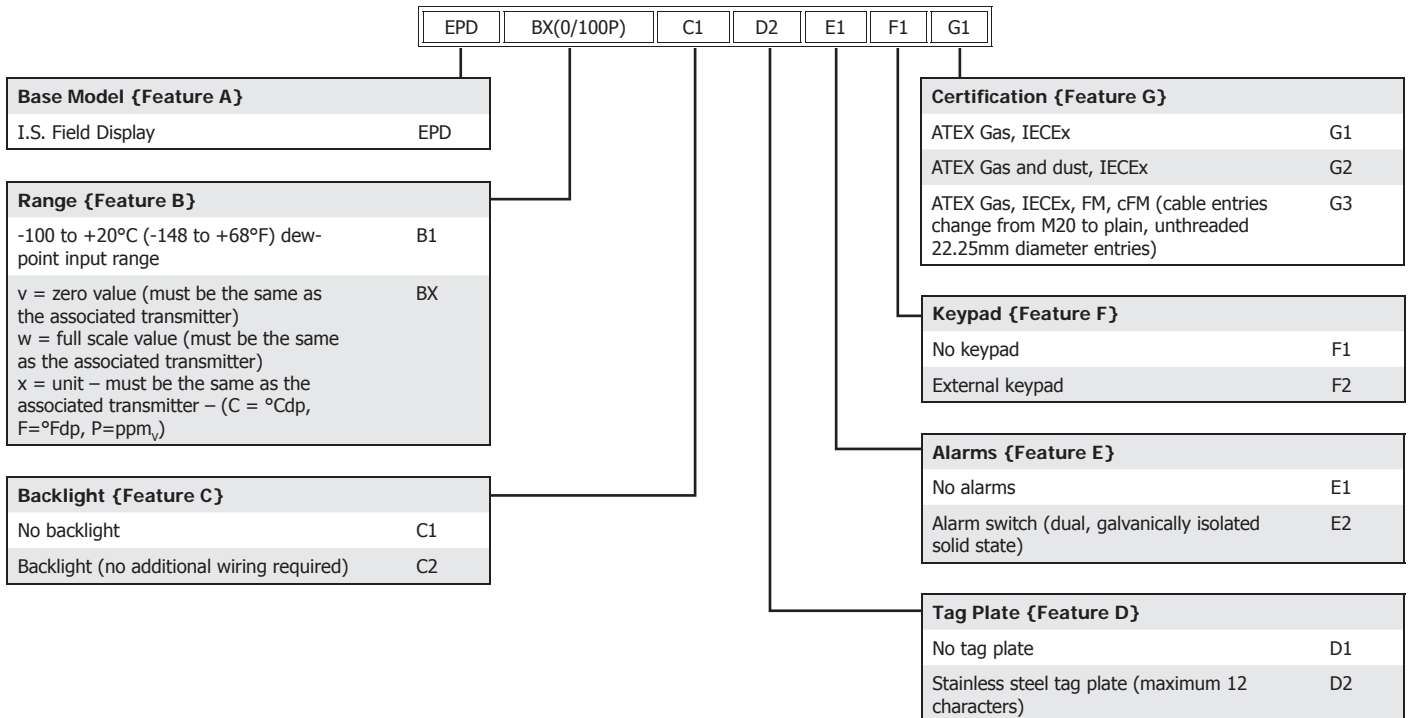 EPD BX(0/100P) C1 D2 E1 F1 G1
Base Model {Feature A}
I.S. Field Display EPD
Range {Feature B}
-100 to +20°C (-148 to +68°F) dew-
point input range B1
v = zero value (must be the same as BX
the associated transmitter)
w = full scale value (must be the same
as the associated transmitter)
x = unit – must be the same as the
associated transmitter – (C = °Cdp,
F=°Fdp, P=ppmv)
Backlight {Feature C}
No backlight C1
Backlight (no additional wiring required) C2
Certification {Feature G}
ATEX Gas, IECEx G1
ATEX Gas and dust, IECEx G2
ATEX Gas, IECEx, FM, cFM (cable entries G3
change from M20 to plain, unthreaded
22.25mm diameter entries)
Keypad {Feature F}
No keypad F1
External keypad F2
Alarms {Feature E}
No alarms E1
Alarm switch (dual, galvanically isolated E2
solid state)
Tag Plate {Feature D}
No tag plate D1
Stainless steel tag plate (maximum 12 D2
characters)